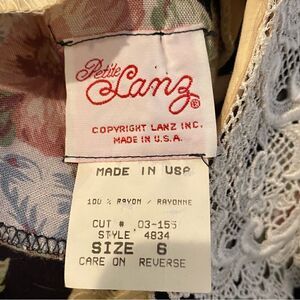 Petite
Lanz®
COPYRIGHT LANZ INC.
MADE IN U.S.A.
MADE IN USA
100 % RAYON / RAYONNE
CUT # 03-155
STYLE 4834
SIZE 6
CARE ON REVERSE